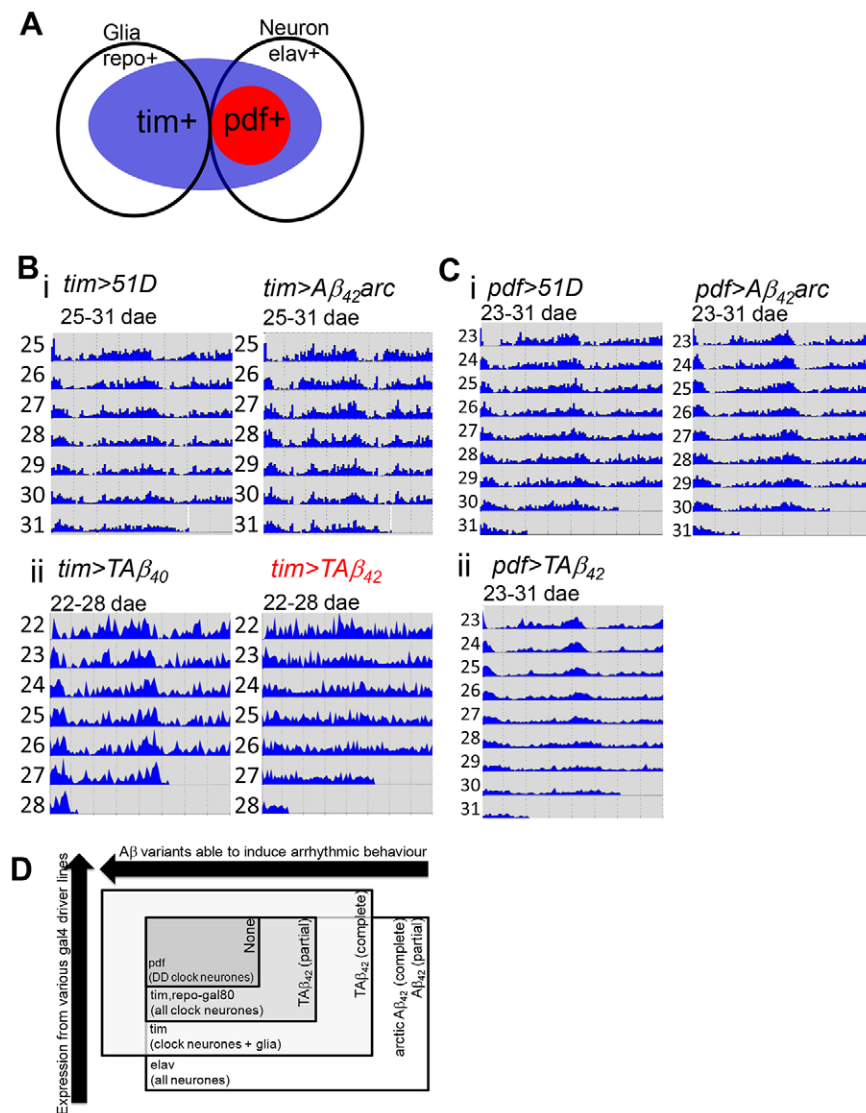 A
Glia
repo+
Neuron
elav+
tim+
pdf+
B
i
tim>51D
25-31 dae
25
26
27
28
29
30
31
tim>Aβ42arc
25-31 dae
25
26
27
28
29
30
31
ii
tim>TAβ40
22-28 dae
22
23
24
25
26
27
28
tim>TAβ42
22-28 dae
22
23
24
25
26
27
28
C
i
pdf>51D
23-31 dae
23
24
25
26
27
28
29
30
31
pdf>Aβ42arc
23-31 dae
23
24
25
26
27
28
29
30
31
ii
pdf>TAβ42
23-31 dae
23
24
25
26
27
28
29
30
31
D
Aβ variants able to induce arrhythmic behaviour
Expression from various gal4 driver lines
None
pdf
(DD clock neurones)
TAβ42 (partial)
tim,repo-gal80
(all clock neurones)
TAβ42 (complete)
tim
(clock neurones + glia)
arctic Aβ42 (complete)
Aβ42 (partial)
elav
(all neurones)